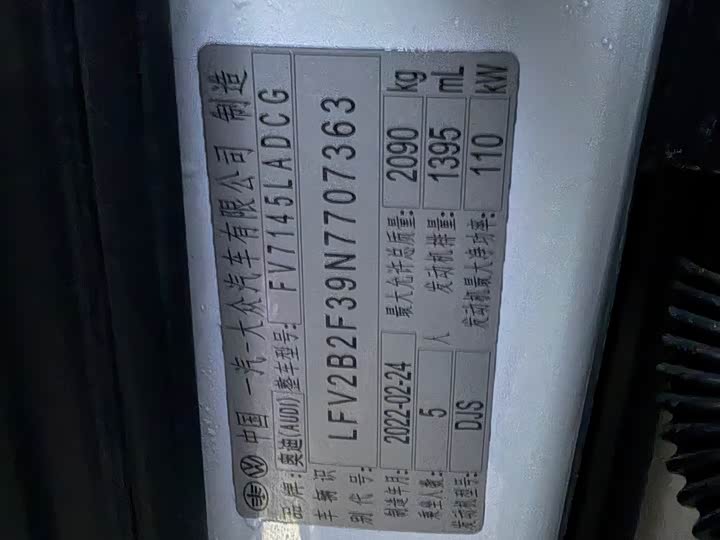 中国 一汽-大众汽车有限公司 制造
品牌: 奥迪(AUDI) 整车型号: FV7145LADCG
车辆识别代号: LFV2B2F39N7707363
制造年月: 2022-02-24 最大允许总质量: 2090 kg
乘坐人数: 5 人 发动机排量: 1395 mL
发动机型号: DJS 发动机最大净功率: 110 kW